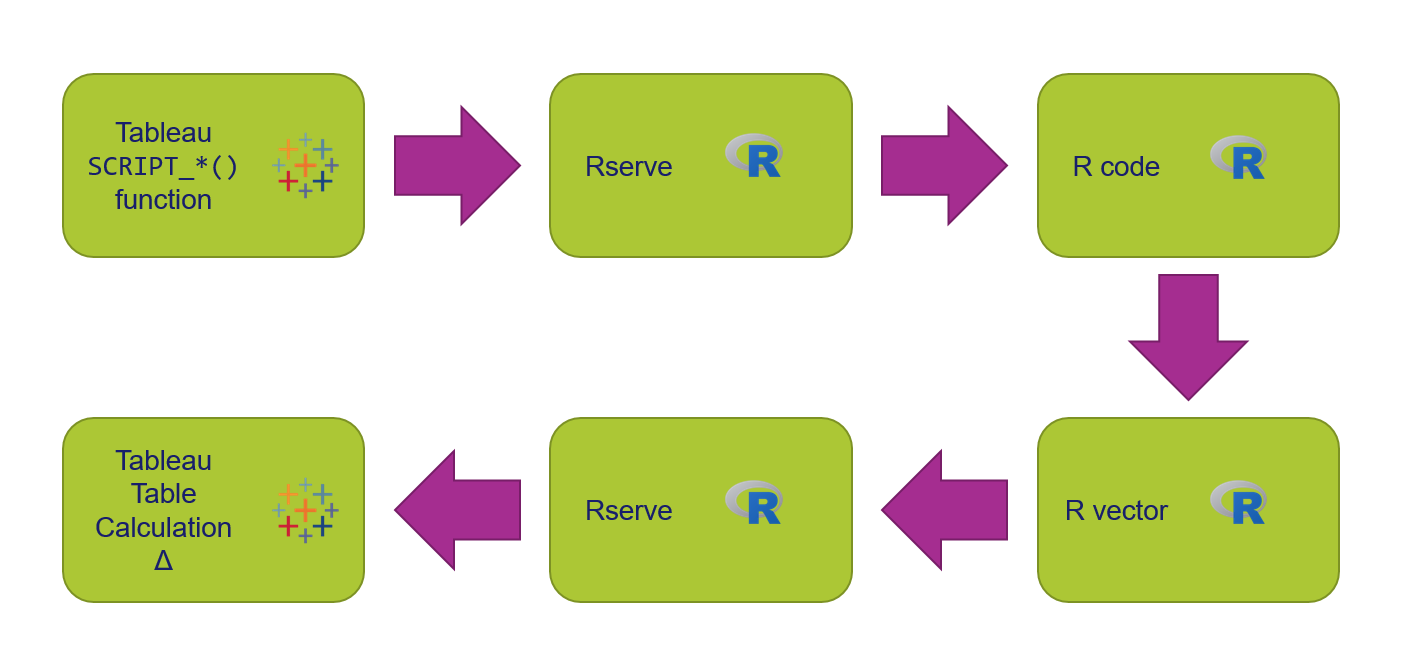 Tableau
SCRIPT_*()
function
Rserve
R
R code
R
Tableau
Table
Calculation
Δ
Rserve
R
R vector
R